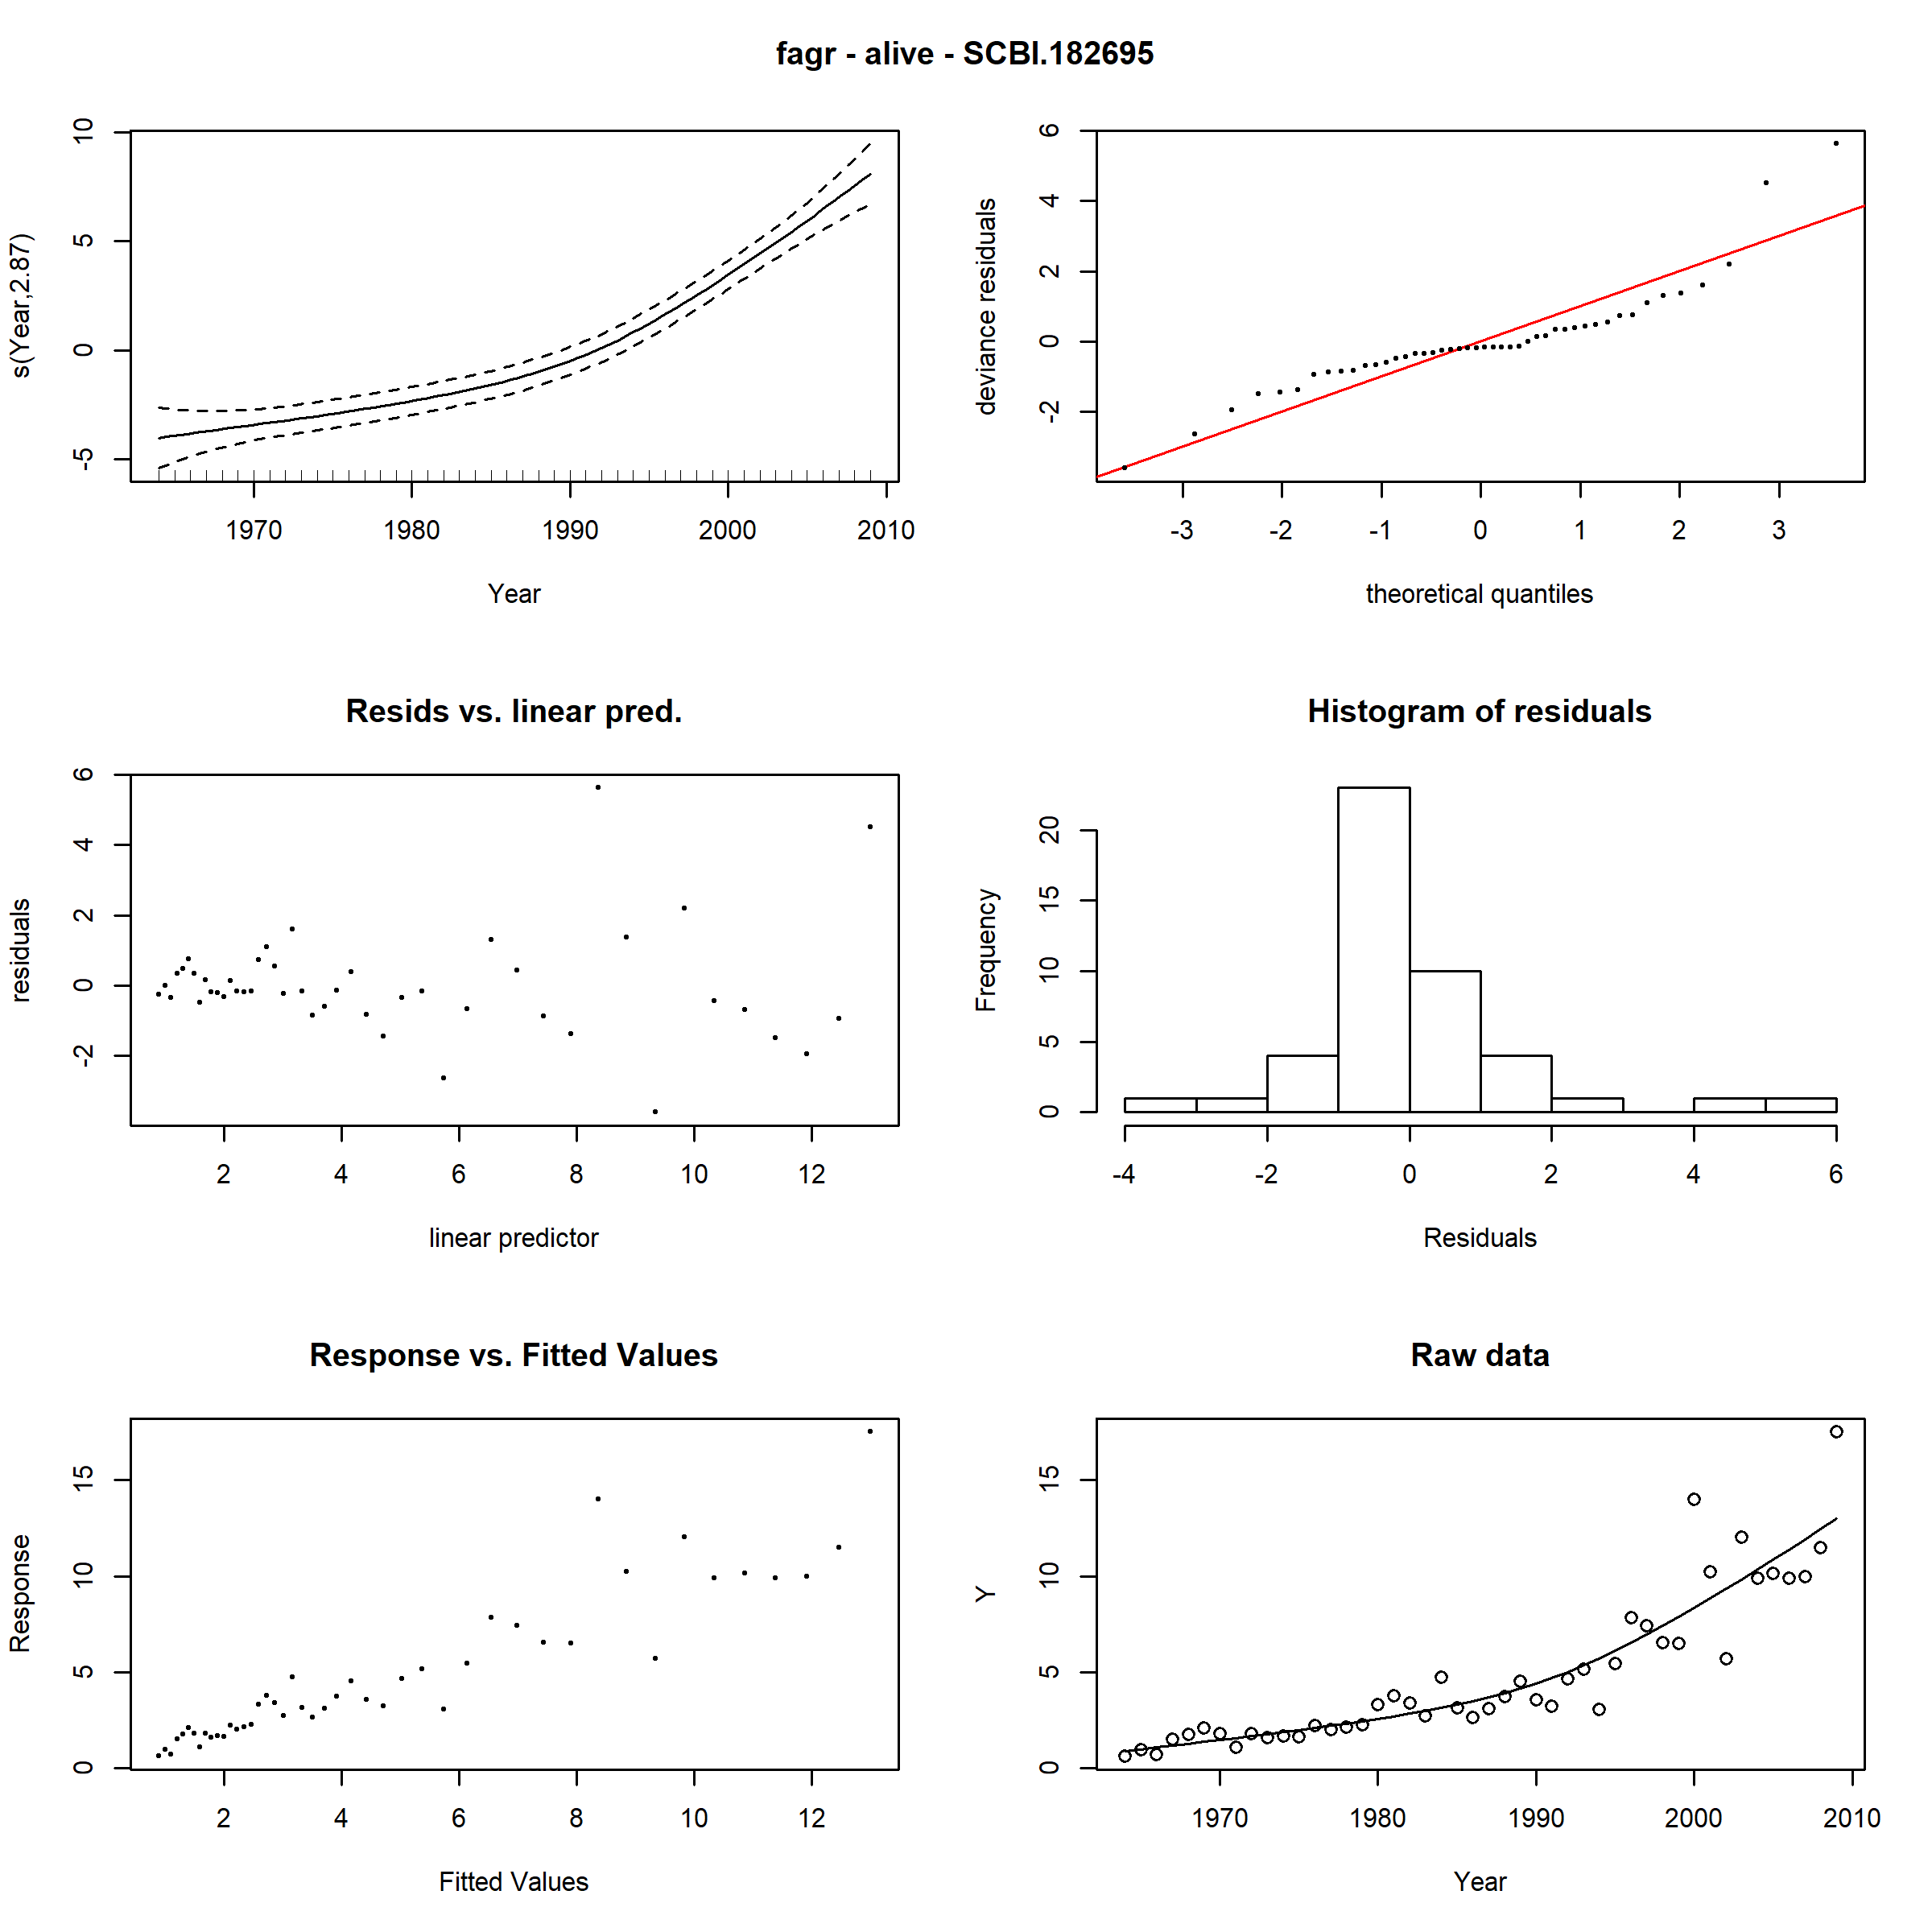 fagr - alive - SCBI.182695
s(Year,2.87)
-5 0 5 10
1970 1980 1990 2000 2010
Year
deviance residuals
-2 0 2 4 6
-3 -2 -1 0 1 2 3
theoretical quantiles
Resids vs. linear pred.
residuals
-2 0 2 4 6
2 4 6 8 10 12
linear predictor
Histogram of residuals
Frequency
0 5 10 15 20
-4 -2 0 2 4 6
Residuals
Response vs. Fitted Values
Response
0 5 10 15
2 4 6 8 10 12
Fitted Values
Raw data
Y
0 5 10 15
1970 1980 1990 2000 2010
Year